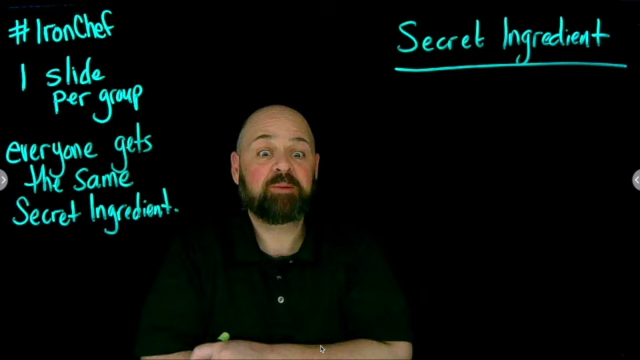 #IronChef
1 slide
per group
everyone gets
the same
Secret Ingredient.
Secret Ingredient